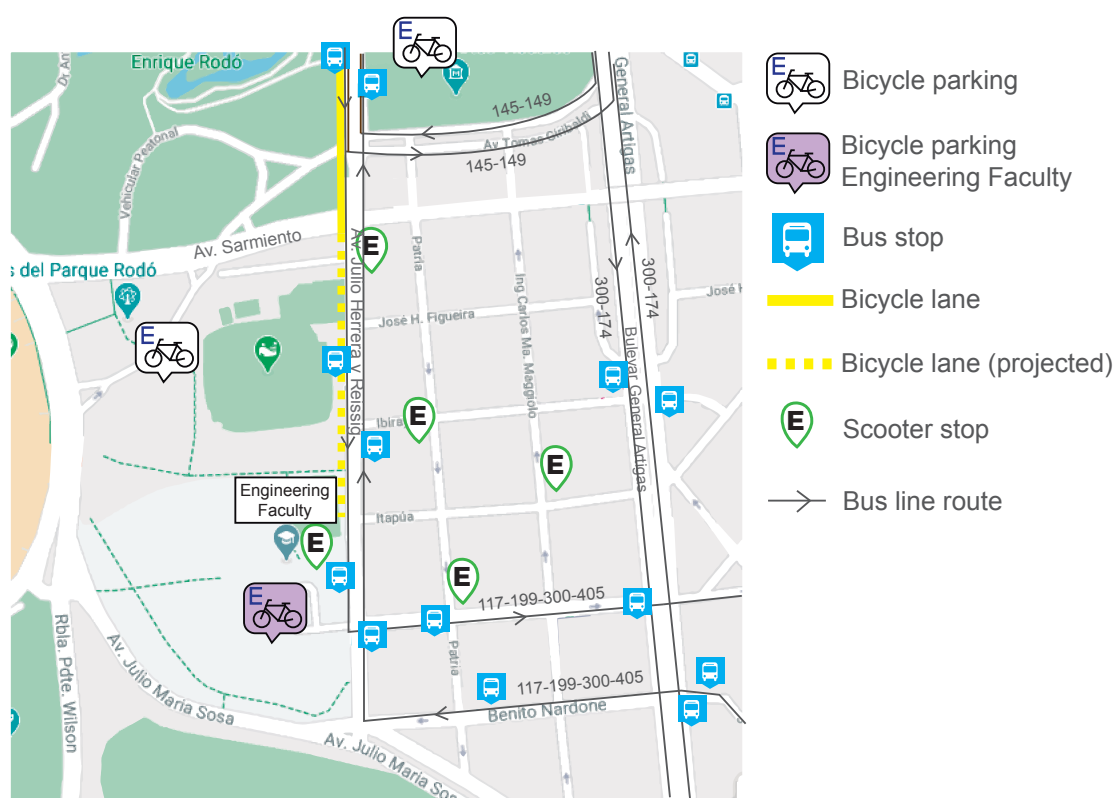 Enrique Rodó
Dr An
Vehicular Peatonal
E
145-149
Av Tomas Giribaldi
145-149
General Artigas
Av. Sarmiento
s del Parque Rodó
E
E
Av. Julio Herrera y Reissig
Patria
Ing Carlos Ma. Maggiolo
300-174
300-174
José H
José H. Figueira
Bulevar General Artigas
Ibira
E
E
Engineering
Faculty
Itapúa
E
E
E
117-199-300-405
Patria
117-199-300-405
Benito Nardone
Rbla. Pdte. Wilson
Av. Julio Maria Sosa
Av. Julio Maria Sosa
E
Bicycle parking
E
Bicycle parking
Engineering Faculty
Bus stop
Bicycle lane
Bicycle lane (projected)
E
Scooter stop
Bus line route